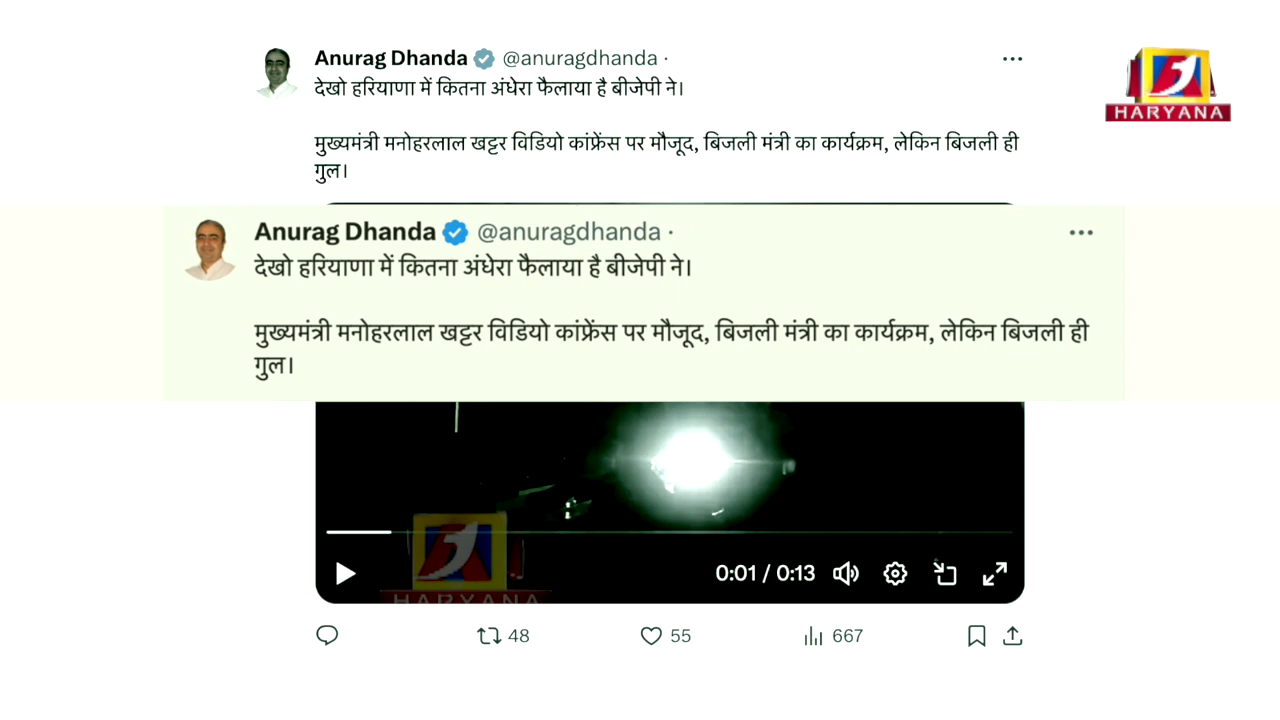 Anurag Dhanda @anuragdhanda ·
देखो हरियाणा में कितना अंधेरा फैलाया है बीजेपी ने।
मुख्यमंत्री मनोहरलाल खट्टर विडियो कांफ्रेंस पर मौजूद, बिजली मंत्री का कार्यक्रम, लेकिन बिजली ही
गुल।
HARYANA
Anurag Dhanda @anuragdhanda ·
देखो हरियाणा में कितना अंधेरा फैलाया है बीजेपी ने।
मुख्यमंत्री मनोहरलाल खट्टर विडियो कांफ्रेंस पर मौजूद, बिजली मंत्री का कार्यक्रम, लेकिन बिजली ही
गुल।
0:01 / 0:13
HARYANA
48 55 667